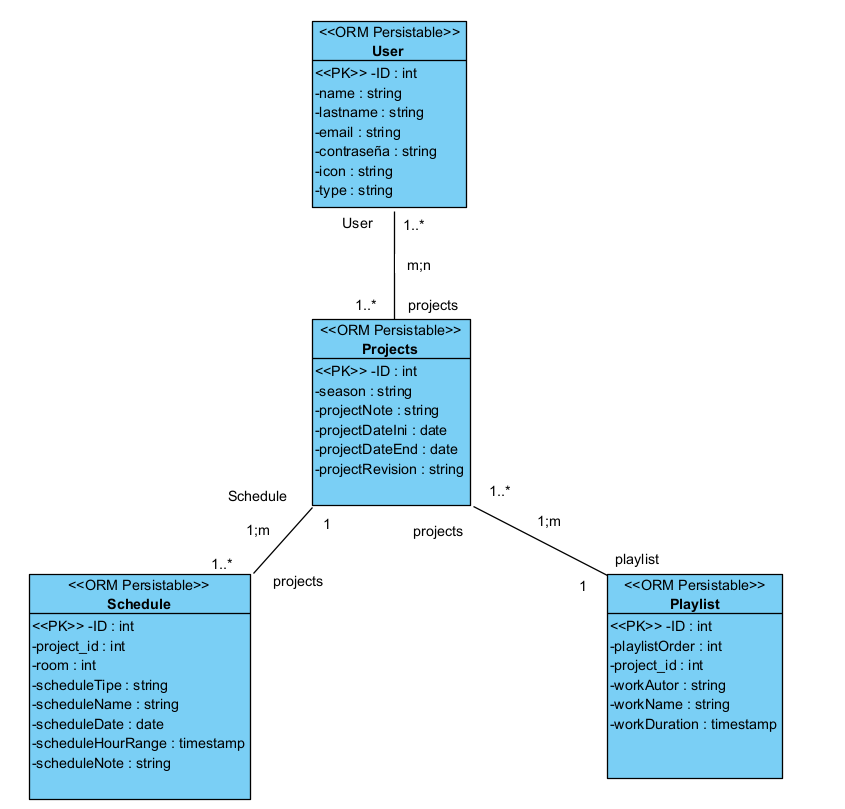 <<ORM Persistable>>
User
<<PK>> -ID : int
-name : string
-lastname : string
-email : string
-contraseña : string
-icon : string
-type : string
User
1..*
m;n
1..*
projects
<<ORM Persistable>>
Projects
<<PK>> -ID : int
-season : string
-projectNote : string
-projectDateIni : date
-projectDateEnd : date
-projectRevision : string
Schedule
1
1;m
1..*
projects
1..*
1;m
projects
playlist
1
<<ORM Persistable>>
Schedule
<<PK>> -ID : int
-project_id : int
-room : int
-scheduleTipe : string
-scheduleName : string
-scheduleDate : date
-scheduleHourRange : timestamp
-scheduleNote : string
<<ORM Persistable>>
Playlist
<<PK>> -ID : int
-playlistOrder : int
-project_id : int
-workAutor : string
-workName : string
-workDuration : timestamp